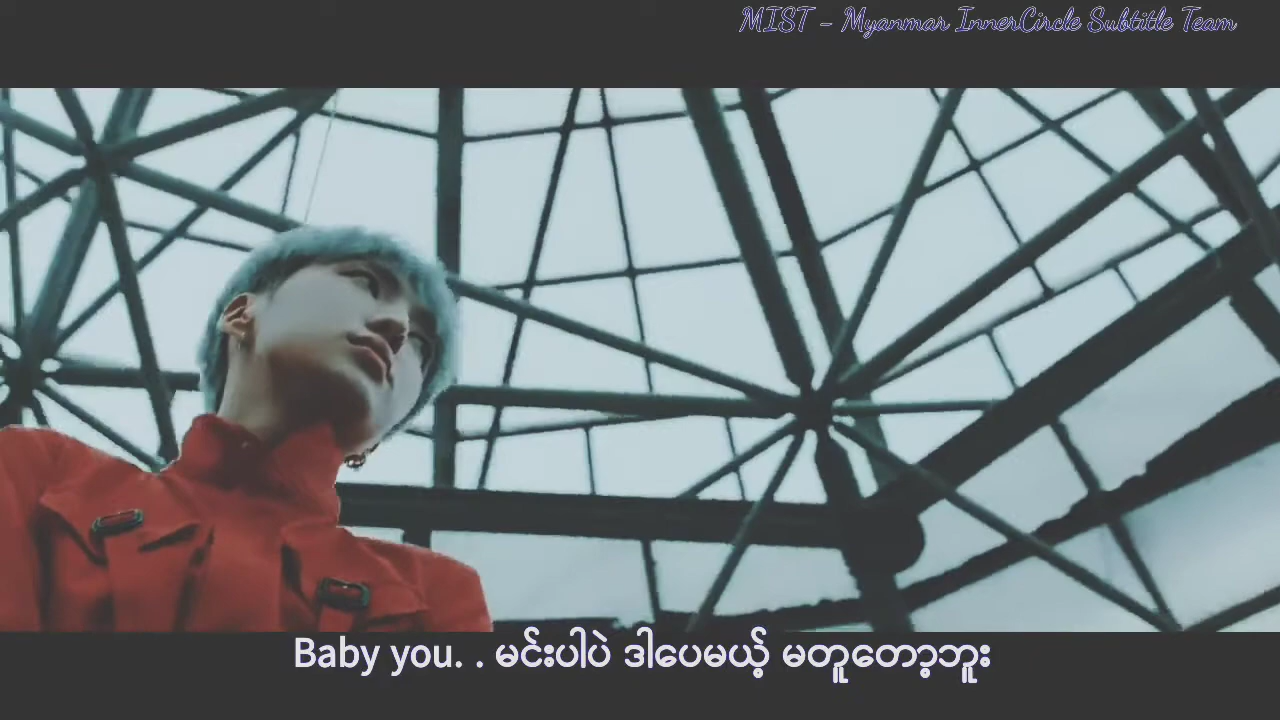 MIST - Myanmar InnerCircle Subtitle Team
Baby you. . မင်းပါပဲ ဒါပေမယ့် မတူတော့ဘူး